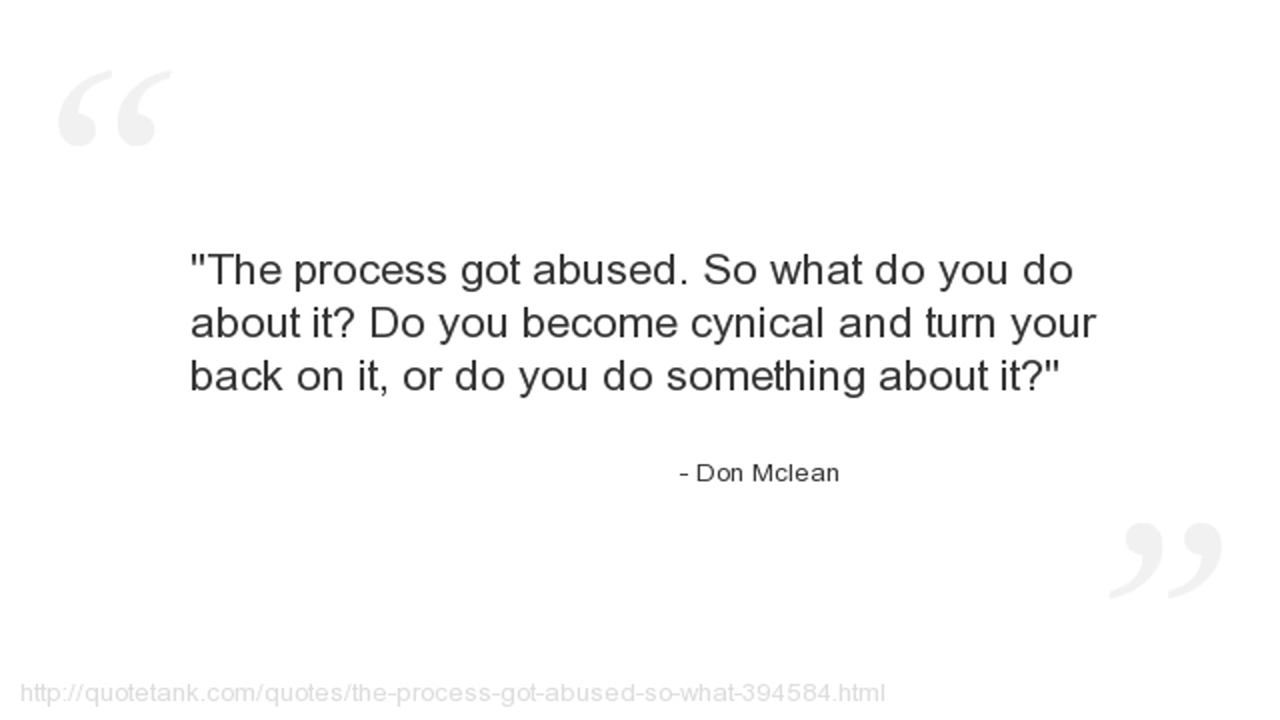 "The process got abused. So what do you do
about it? Do you become cynical and turn your
back on it, or do you do something about it?"
- Don Mclean
http://quotetank.com/quotes/the-process-got-abused-so-what-394584.html